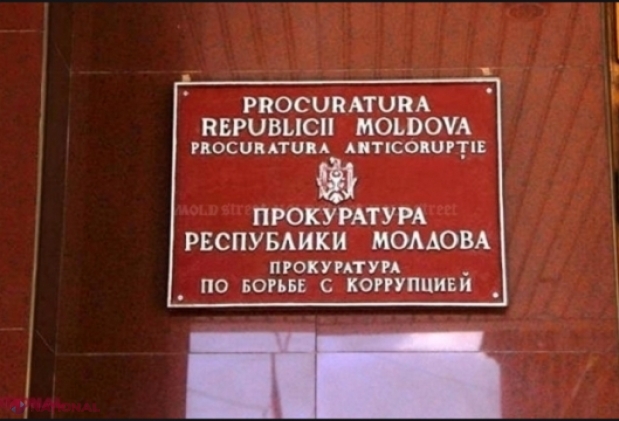 PROCURATURA
REPUBLICII MOLDOVA
PROCURATURA ANTICORUPȚIE
ПРОКУРАТУРА
РЕСПУБЛИКИ МОЛДОВА
ПРОКУРАТУРА
ПО БОРЬБЕ С КОРРУПЦИЕЙ